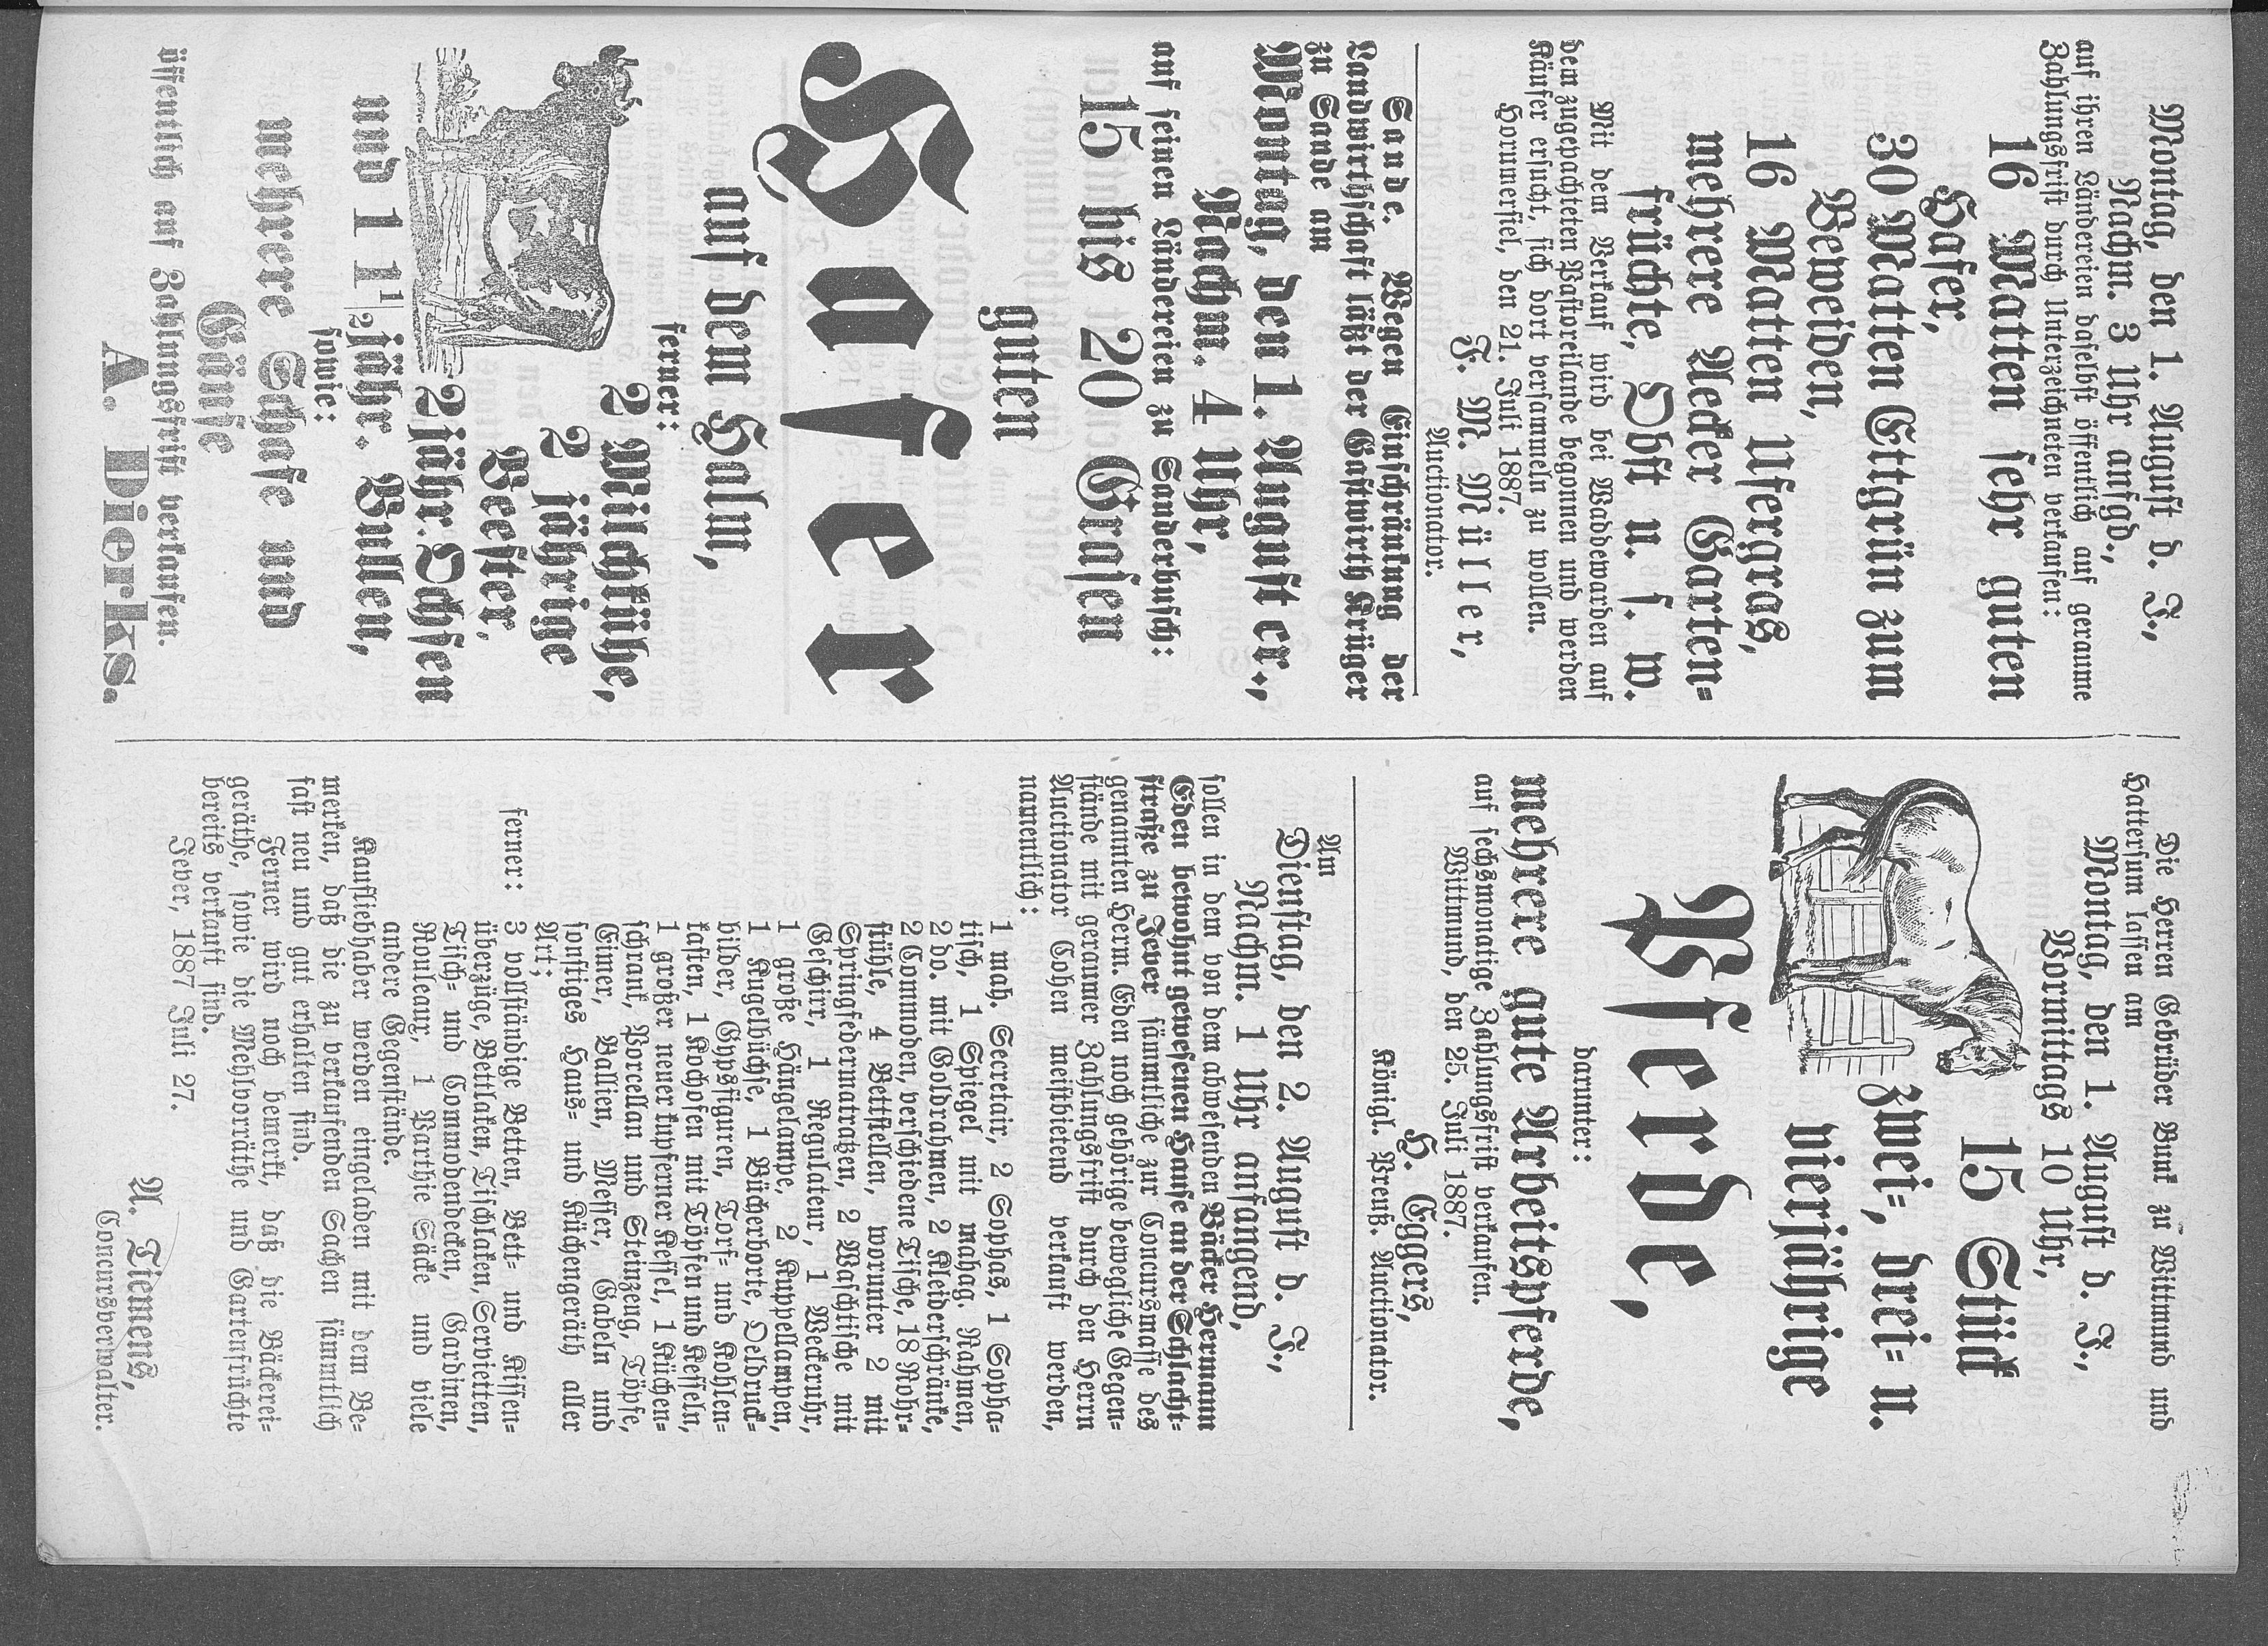 Montag, den 1. August d. J.,
Nachm. 3 Uhr anfgd.,
auf ihren Ländereien daselbst öffentlich auf geraume
Zahlungsfrist durch Unterzeichneten verkaufen:
16 Matten sehr guten
Hafer,
30 Matten Ettgrün zum
Beweiden,
16 Matten Ufergras,
mehrere Aecker Garten-
früchte, Obst u. s. w.
Mit dem Verkauf wird bei Waddewarden auf
dem zugepachteten Pastoreilande begonnen und werden
Käufer ersucht, sich dort versammeln zu wollen.
Hornmersiel, den 21. Juli 1887.
J. M. Müller,
Auctionator.
Sande. Wegen Einschränkung der
Landwirthschaft läßt der Gastwirth Krüger
zu Sande am
Montag, den 1. August cr.,
Nachm. 4 Uhr,
auf seinen Ländereien zu Sanderbusch:
15 bis 20 Grasen
guten
Hafer
auf dem Halm,
ferner:
2 Milchkühe,
2 jährige
Beester,
2jähr. Ochsen
und 1 1½jähr. Bullen,
sowie:
mehrere Schafe und
Gänse
öffentlich auf Zahlungsfrist verkaufen.
A. Dierks.
Die Herren Gebrüder Bunk zu Wittmund und
Hattersum lassen am
Montag, den 1. August d. J.,
Vormittags 10 Uhr,
15 Stück
zwei-, drei- u.
vierjährige
Pferde,
darunter:
mehrere gute Arbeitspferde,
auf sechsmonatige Zahlungsfrist verkaufen.
Wittmund, den 25. Juli 1887.
H. Eggers,
Königl. Preuß. Auctionator.
Am
Dienstag, den 2. August d. J.,
Nachm. 1 Uhr anfangend,
sollen in dem von dem abwesenden Bäcker Hermann
Eden bewohnt gewesenen Hause an der Schlacht-
straße zu Jever sämmtliche zur Concursmasse des
genannten Herm. Eden noch gehörige bewegliche Gegen-
stände mit geraumer Zahlungsfrist durch den Herrn
Auctionator Cohen meistbietend verkauft werden,
namentlich:
1 mah. Secretair, 2 Sophas, 1 Sopha-
tisch, 1 Spiegel mit mahag. Rahmen,
2 do. mit Goldrahmen, 2 Kleiderschränke,
2 Commoden, verschiedene Tische, 18 Rohr-
stühle, 4 Bettstellen, worunter 2 mit
Springfedermatratzen, 2 Waschtische mit
Geschirr, 1 Regulateur, 1 Weckeruhr,
1 große Hängelampe, 2 Kuppellampen,
1 Kugelbüchse, 1 Bücherborte, Oeldruck-
bilder, Gypsfiguren, Torf- und Kohlen-
kasten, 1 Kochofen mit Töpfen und Kesseln,
1 großer neuer kupferner Kessel, 1 Küchen-
schrank, Porcellan und Steinzeug, Töpfe,
Eimer, Balien, Messer, Gabeln und
sonstiges Haus- und Küchengeräth aller
Art;
ferner: 3 vollständige Betten, Bett- und Kissen-
überzüge, Bettlaken, Tischlaken, Servietten,
Tisch- und Commodendecken, Gardinen,
Rouleaux, 1 Parthie Säcke und viele
andere Gegenstände.
Kaufliebhaber werden eingeladen mit dem Be-
merken, daß die zu verkaufenden Sachen sämmtlich
fast neu und gut erhalten sind.
Ferner wird noch bemerkt, daß die Bäckerei-
geräthe, sowie die Mehlvorräthe und Gartenfrüchte
bereits verkauft sind.
Jever, 1887 Juli 27.
A. Tiemens,
Concursverwalter.